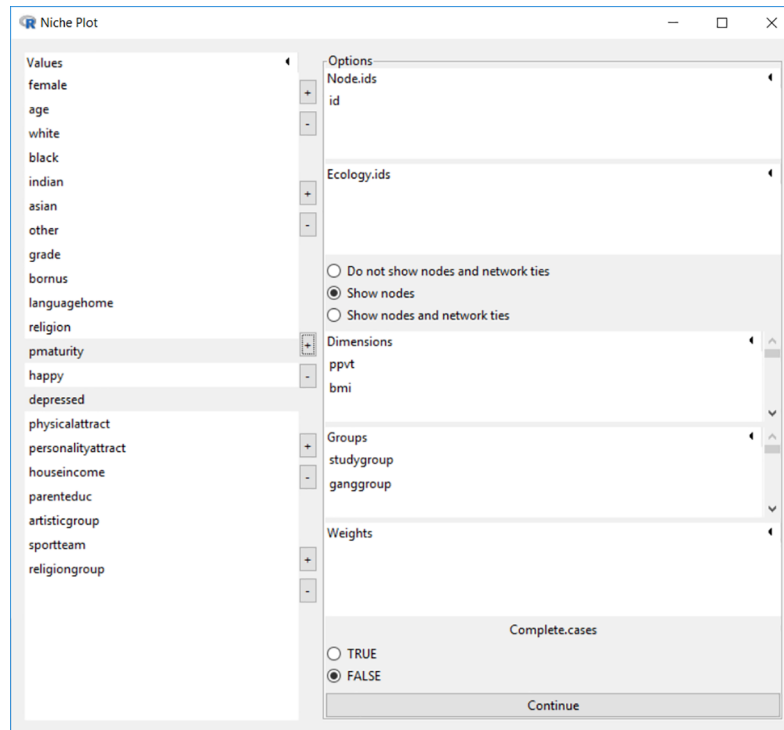 Niche Plot
Values
female
age
white
black
indian
asian
other
grade
bornus
languagehome
religion
pmaturity
happy
depressed
physicalattract
personalityattract
houseincome
parenteduc
artisticgroup
sportteam
religiongroup
+
-
+
-
+
-
+
-
+
-
Options
Node.ids
id
Ecology.ids
Do not show nodes and network ties
Show nodes
Show nodes and network ties
Dimensions
ppvt
bmi
Groups
studygroup
ganggroup
Weights
Complete.cases
TRUE
FALSE
Continue